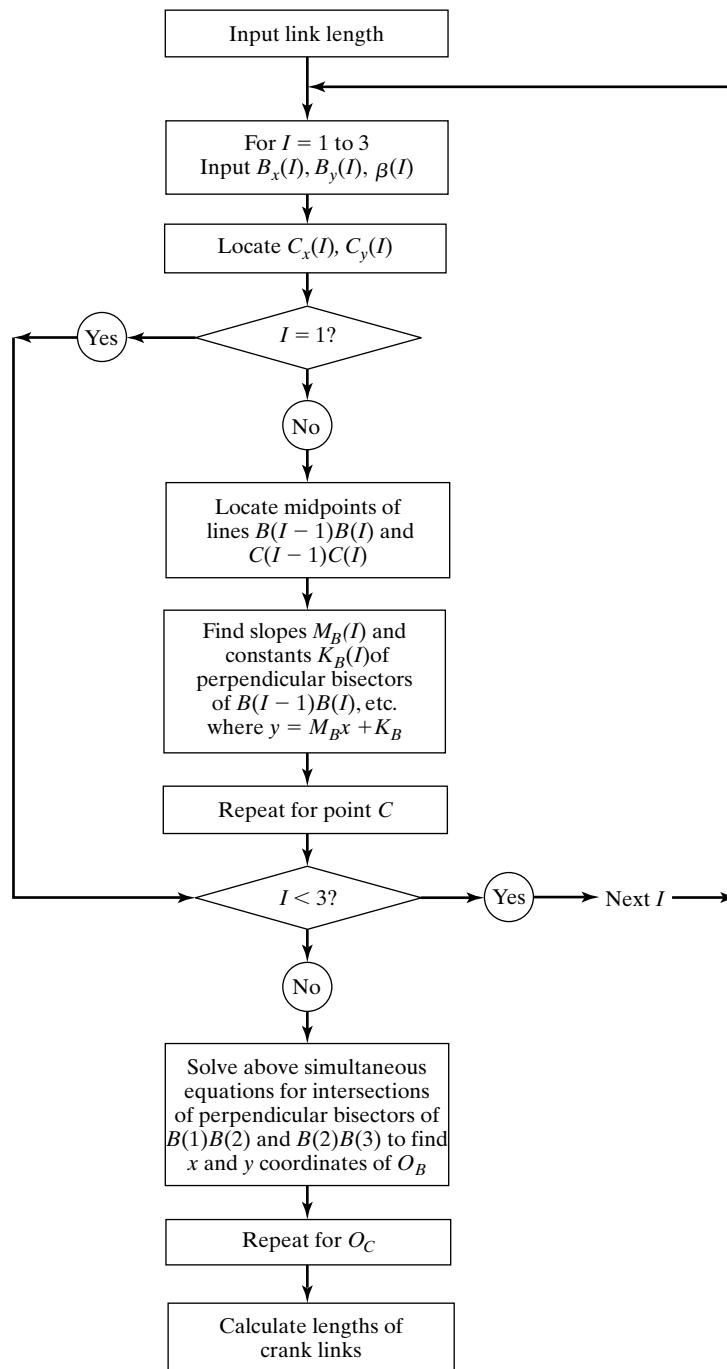 Input link length
For I = 1 to 3
Input Bx(I), By(I), β(I)
Locate Cx(I), Cy(I)
Yes
I = 1?
No
Locate midpoints of
lines B(I − 1)B(I) and
C(I − 1)C(I)
Find slopes MB(I) and
constants KB(I)of
perpendicular bisectors
of B(I − 1)B(I), etc.
where y = MBx +KB
Repeat for point C
I < 3?
Yes
Next I
No
Solve above simultaneous
equations for intersections
of perpendicular bisectors of
B(1)B(2) and B(2)B(3) to find
x and y coordinates of OB
Repeat for OC
Calculate lengths of
crank links